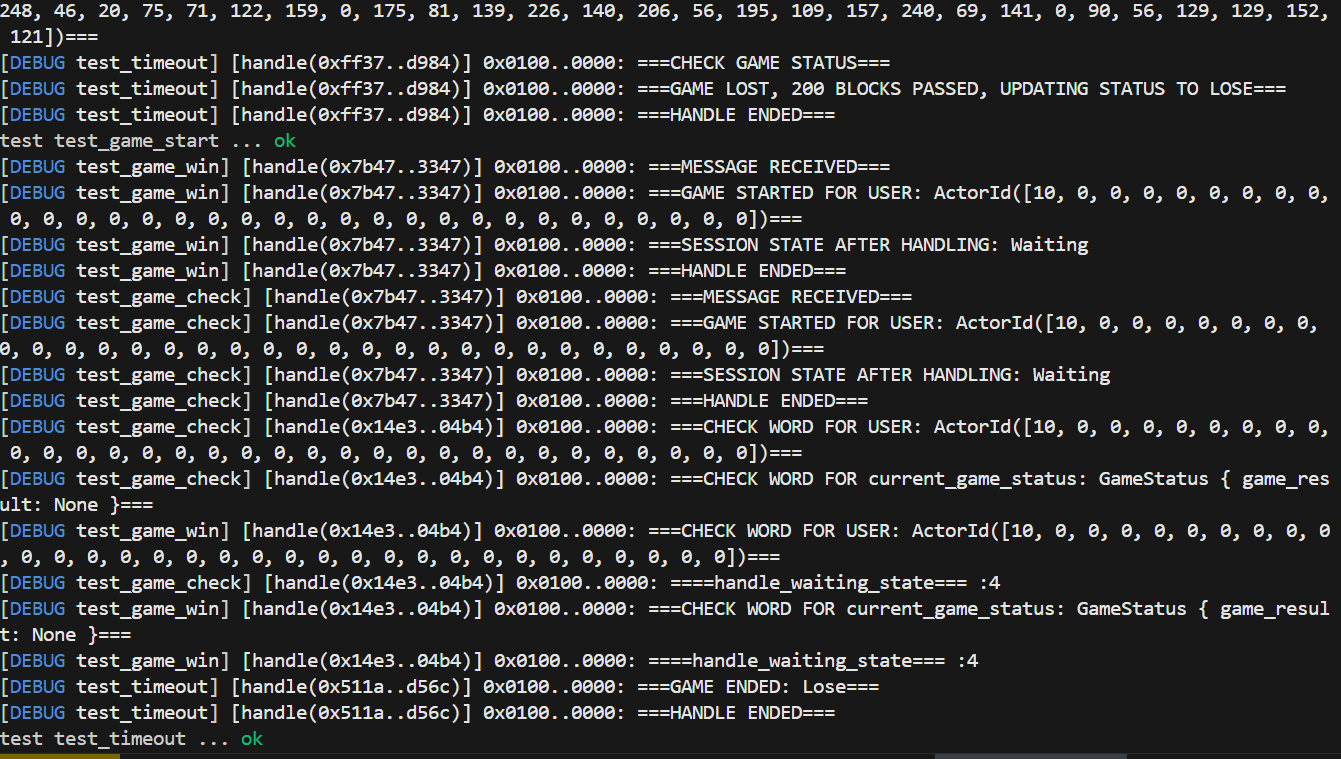 248, 46, 20, 75, 71, 122, 159, 0, 175, 81, 139, 226, 140, 206, 56, 195, 109, 157, 240, 69, 141, 0, 90, 56, 129, 129, 152,
121])===
[DEBUG test_timeout] [handle(0xff37..d984)] 0x0100..0000: ===CHECK GAME STATUS===
[DEBUG test_timeout] [handle(0xff37..d984)] 0x0100..0000: ===GAME LOST, 200 BLOCKS PASSED, UPDATING STATUS TO LOSE===
[DEBUG test_timeout] [handle(0xff37..d984)] 0x0100..0000: ===HANDLE ENDED===
test test_game_start ... ok
[DEBUG test_game_win] [handle(0x7b47..3347)] 0x0100..0000: ===MESSAGE RECEIVED===
[DEBUG test_game_win] [handle(0x7b47..3347)] 0x0100..0000: ===GAME STARTED FOR USER: ActorId([10, 0, 0, 0, 0, 0, 0, 0, 0,
0, 0, 0, 0, 0, 0, 0, 0, 0, 0, 0, 0, 0, 0, 0, 0, 0, 0, 0, 0, 0, 0, 0])===
[DEBUG test_game_win] [handle(0x7b47..3347)] 0x0100..0000: ===SESSION STATE AFTER HANDLING: Waiting
[DEBUG test_game_win] [handle(0x7b47..3347)] 0x0100..0000: ===HANDLE ENDED===
[DEBUG test_game_check] [handle(0x7b47..3347)] 0x0100..0000: ===MESSAGE RECEIVED===
[DEBUG test_game_check] [handle(0x7b47..3347)] 0x0100..0000: ===GAME STARTED FOR USER: ActorId([10, 0, 0, 0, 0, 0, 0, 0,
0, 0, 0, 0, 0, 0, 0, 0, 0, 0, 0, 0, 0, 0, 0, 0, 0, 0, 0, 0, 0, 0, 0, 0])===
[DEBUG test_game_check] [handle(0x7b47..3347)] 0x0100..0000: ===SESSION STATE AFTER HANDLING: Waiting
[DEBUG test_game_check] [handle(0x7b47..3347)] 0x0100..0000: ===HANDLE ENDED===
[DEBUG test_game_check] [handle(0x14e3..04b4)] 0x0100..0000: ===CHECK WORD FOR USER: ActorId([10, 0, 0, 0, 0, 0, 0, 0, 0,
0, 0, 0, 0, 0, 0, 0, 0, 0, 0, 0, 0, 0, 0, 0, 0, 0, 0, 0, 0, 0, 0, 0])===
[DEBUG test_game_check] [handle(0x14e3..04b4)] 0x0100..0000: ===CHECK WORD FOR current_game_status: GameStatus { game_res
ult: None }===
[DEBUG test_game_win] [handle(0x14e3..04b4)] 0x0100..0000: ===CHECK WORD FOR USER: ActorId([10, 0, 0, 0, 0, 0, 0, 0, 0, 0
, 0, 0, 0, 0, 0, 0, 0, 0, 0, 0, 0, 0, 0, 0, 0, 0, 0, 0, 0, 0, 0, 0])===
[DEBUG test_game_check] [handle(0x14e3..04b4)] 0x0100..0000: ====handle_waiting_state=== :4
[DEBUG test_game_win] [handle(0x14e3..04b4)] 0x0100..0000: ===CHECK WORD FOR current_game_status: GameStatus { game_resul
t: None }===
[DEBUG test_game_win] [handle(0x14e3..04b4)] 0x0100..0000: ====handle_waiting_state=== :4
[DEBUG test_timeout] [handle(0x511a..d56c)] 0x0100..0000: ===GAME ENDED: Lose===
[DEBUG test_timeout] [handle(0x511a..d56c)] 0x0100..0000: ===HANDLE ENDED===
test test_timeout ... ok